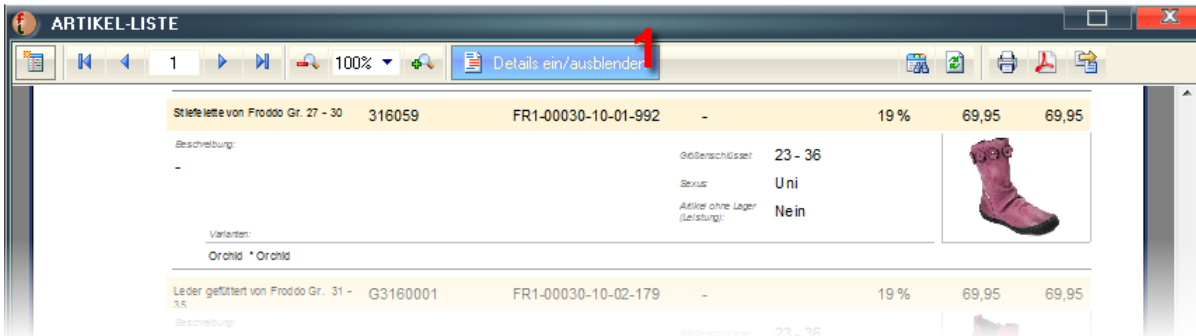 ARTIKEL-LISTE
1 100% Details ein/ausblenden 1
Stiefelette von Froddo Gr. 27 - 30 316059 FR1-00030-10-01-992 - 19 % 69,95 69,95
Beschreibung: Größenschlüssel: 23 - 36
-
Sexus: Uni
Artikel ohne Lager (Leistung): Nein
Varianten:
Orchid * Orchid
Leder gefüttert von Froddo Gr. 31 - 35 G3160001 FR1-00030-10-02-179 - 19 % 69,95 69,95
Beschreibung:
Größenschlüssel: 23 - 36